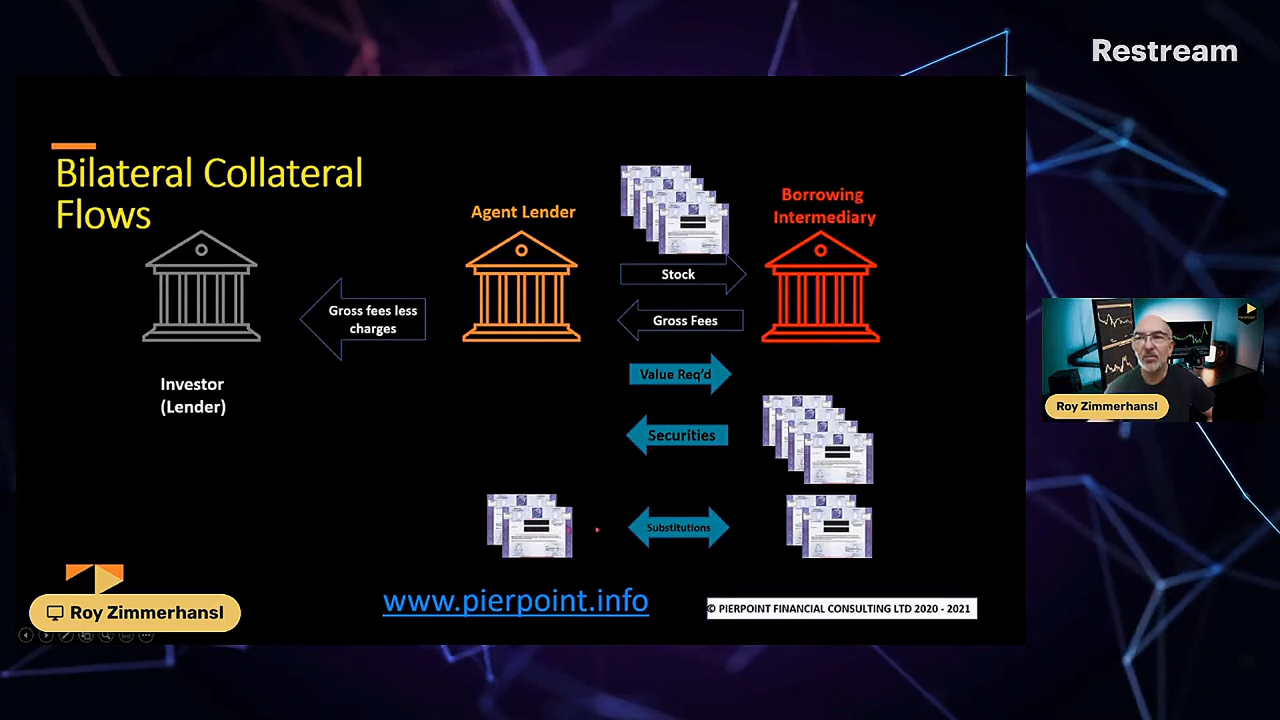 Restream
Bilateral Collateral
Flows
Agent Lender
Borrowing
Intermediary
Stock
Gross fees less
charges
Gross Fees
Value Req'd
Investor
(Lender)
Securities
Substitutions
Roy Zimmerhansl
www.pierpoint.info
© PIERPOINT FINANCIAL CONSULTING LTD 2020 - 2021
Roy Zimmerhansl